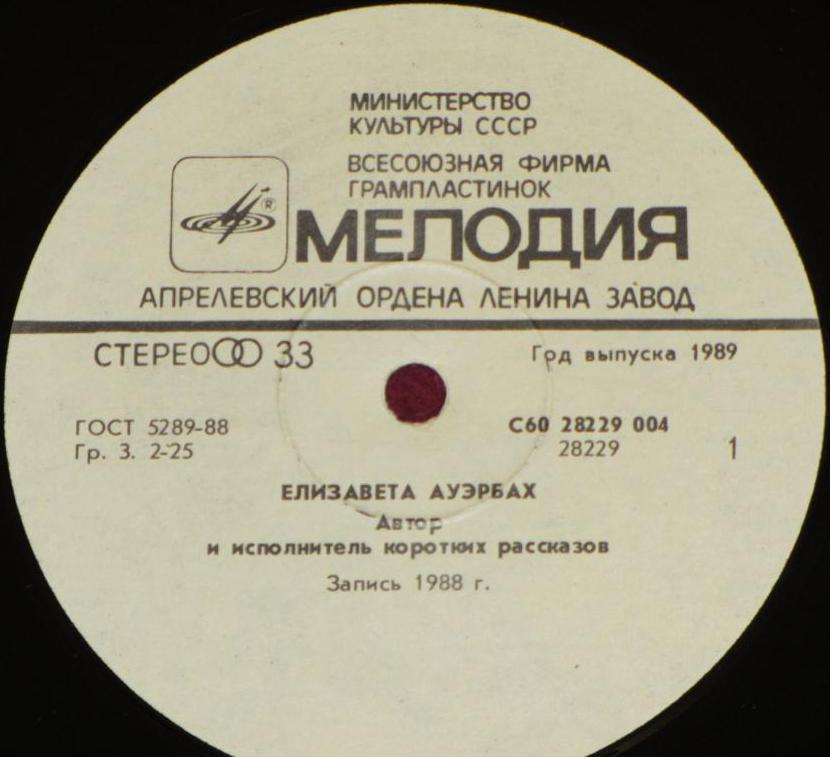 МИНИСТЕРСТВО
КУЛЬТУРЫ СССР
ВСЕСОЮЗНАЯ ФИРМА
ГРАМПЛАСТИНОК
®
МЕЛОДИЯ
АПРЕЛЕВСКИЙ ОРДЕНА ЛЕНИНА ЗАВОД
СТЕРЕО 33
Год выпуска 1989
ГОСТ 5289-88
Гр. 3. 2-25
С60 28229 004
28229
1
ЕЛИЗАВЕТА АУЭРБАХ
Автор
и исполнитель коротких рассказов
Запись 1988 г.